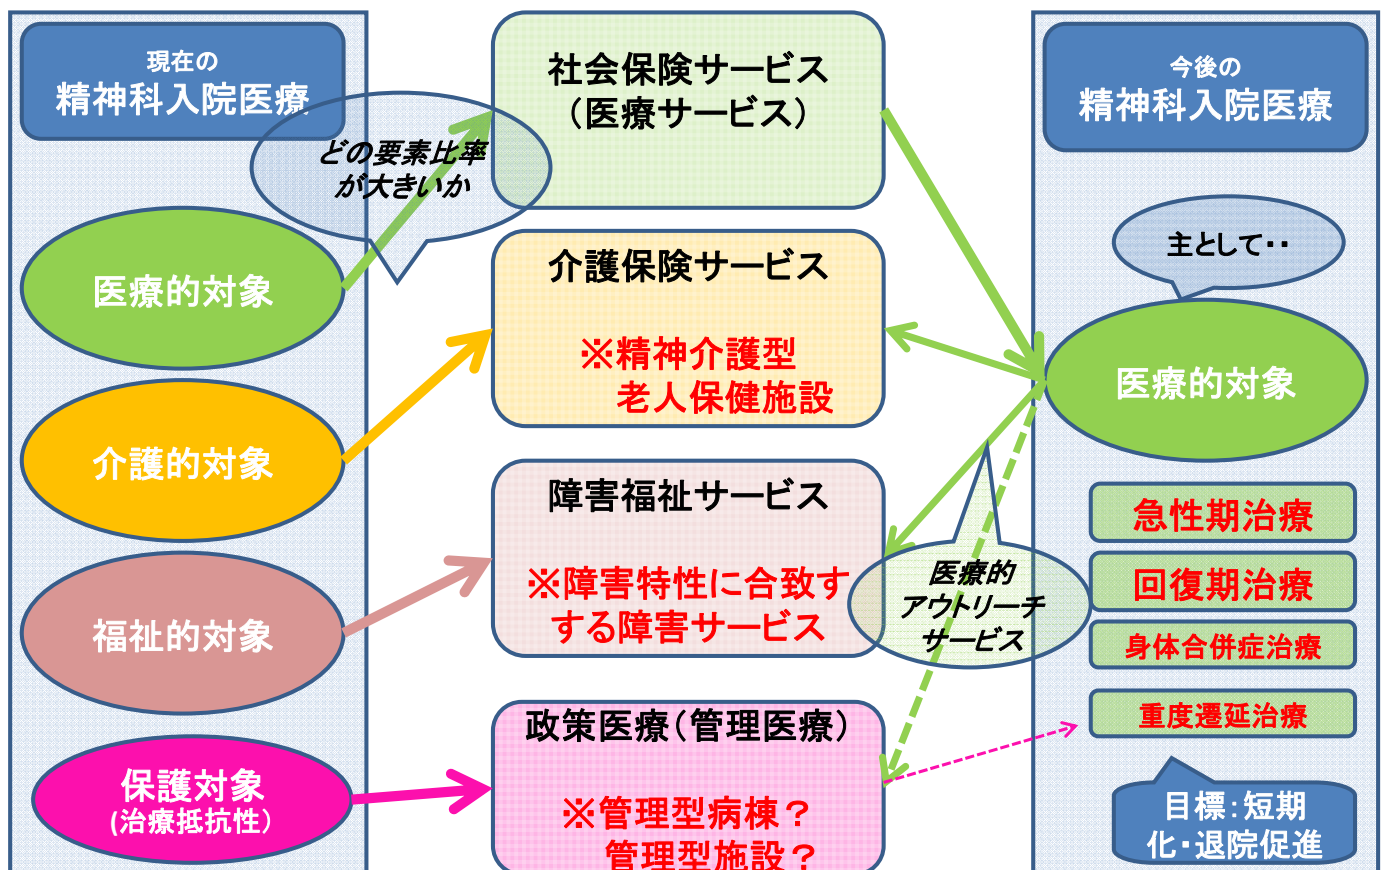 現在の
精神科入院医療
どの要素比率
が大きいか
医療的対象
介護的対象
福祉的対象
保護対象
(治療抵抗性）
社会保険サービス
（医療サービス）
介護保険サービス
※精神介護型
老人保健施設
障害福祉サービス
※障害特性に合致す
する障害サービス
政策医療（管理医療）
※管理型病棟？
管理型施設？
医療的
アウトリーチ
サービス
今後の
精神科入院医療
主として・・
医療的対象
急性期治療
回復期治療
身体合併症治療
重度遷延治療
目標：短期
化・退院促進